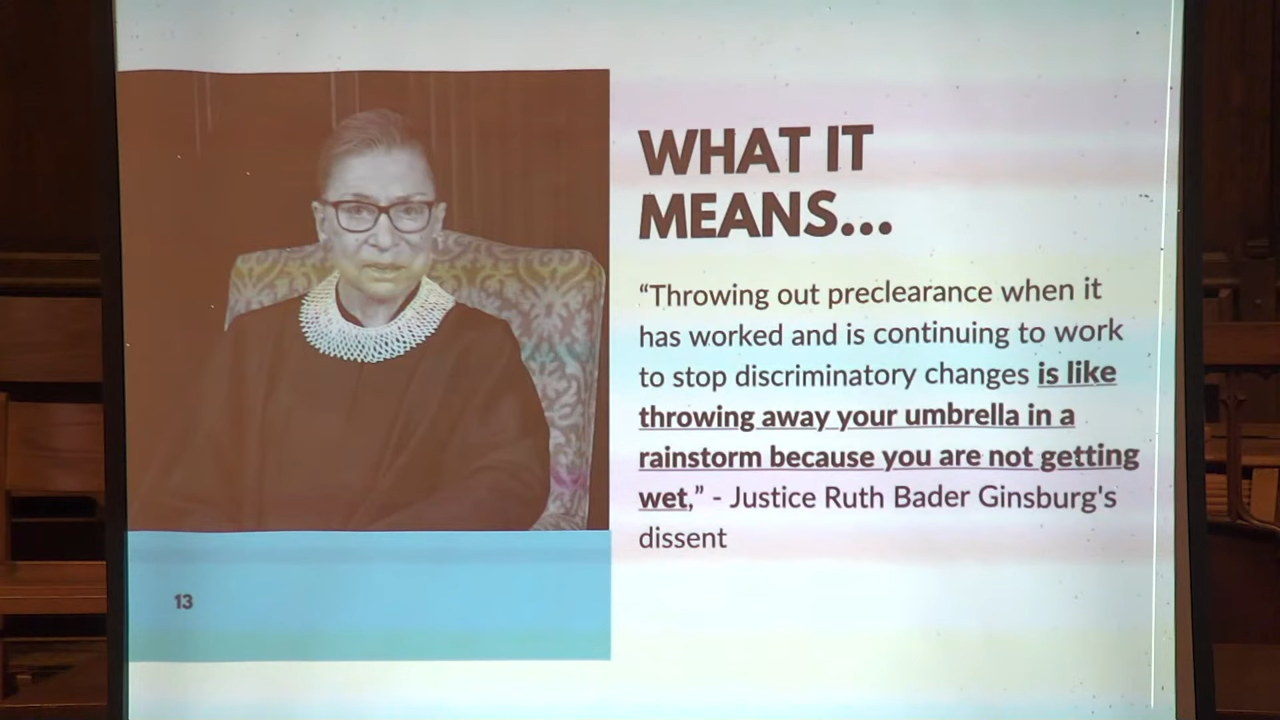 WHAT IT
MEANS...
“Throwing out preclearance when it
has worked and is continuing to work
to stop discriminatory changes is like
throwing away your umbrella in a
rainstorm because you are not getting
wet,” - Justice Ruth Bader Ginsburg's
dissent
13